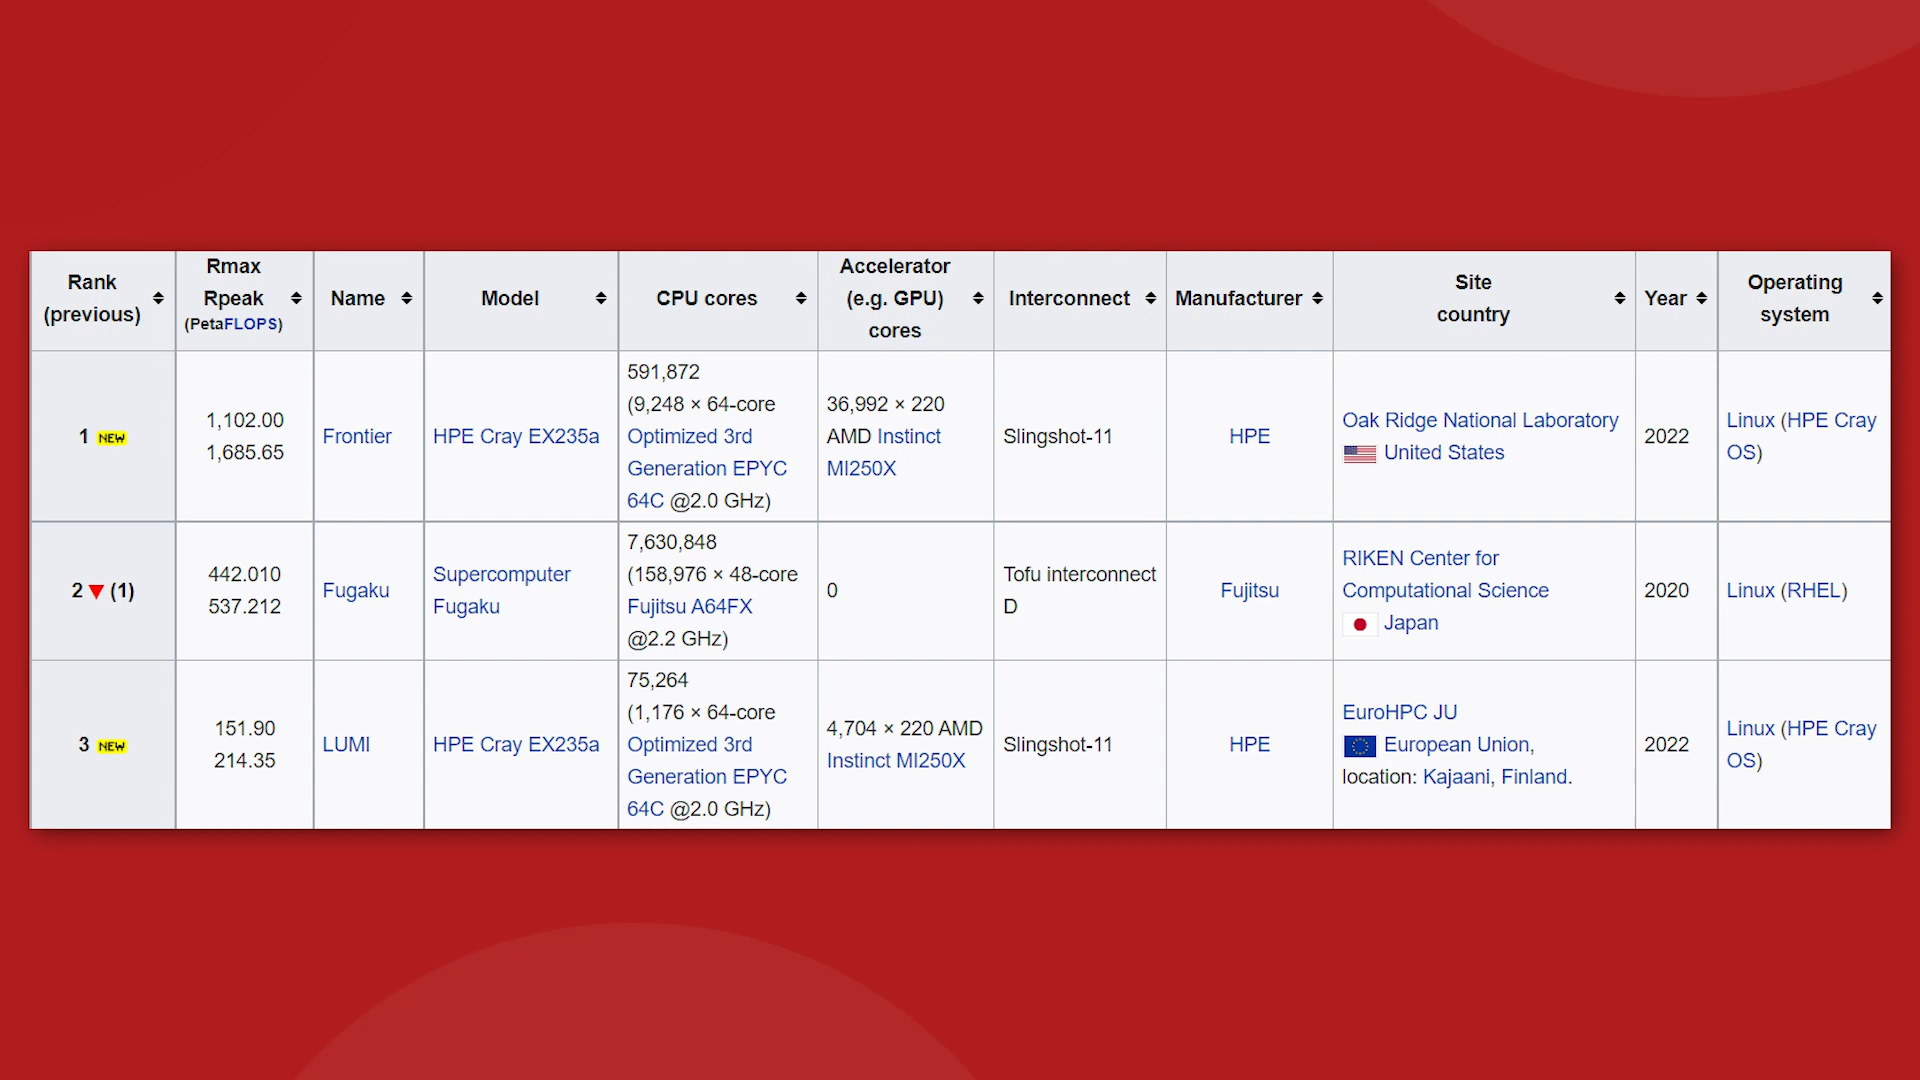 Rank
(previous)
Rmax
Rpeak
(PetaFLOPS)
Name
Model
CPU cores
Accelerator
(e.g. GPU)
cores
Interconnect
Manufacturer
Site
country
Year
Operating
system
1 NEW
1,102.00
1,685.65
Frontier
HPE Cray EX235a
591,872
(9,248 × 64-core
Optimized 3rd
Generation EPYC
64C @2.0 GHz)
36,992 × 220
AMD Instinct
MI250X
Slingshot-11
HPE
Oak Ridge National Laboratory
United States
2022
Linux (HPE Cray
OS)
2 ▼ (1)
442.010
537.212
Fugaku
Supercomputer
Fugaku
7,630,848
(158,976 × 48-core
Fujitsu A64FX
@2.2 GHz)
0
Tofu interconnect
D
Fujitsu
RIKEN Center for
Computational Science
Japan
2020
Linux (RHEL)
3 NEW
151.90
214.35
LUMI
HPE Cray EX235a
75,264
(1,176 × 64-core
Optimized 3rd
Generation EPYC
64C @2.0 GHz)
4,704 × 220 AMD
Instinct MI250X
Slingshot-11
HPE
EuroHPC JU
European Union,
location: Kajaani, Finland.
2022
Linux (HPE Cray
OS)